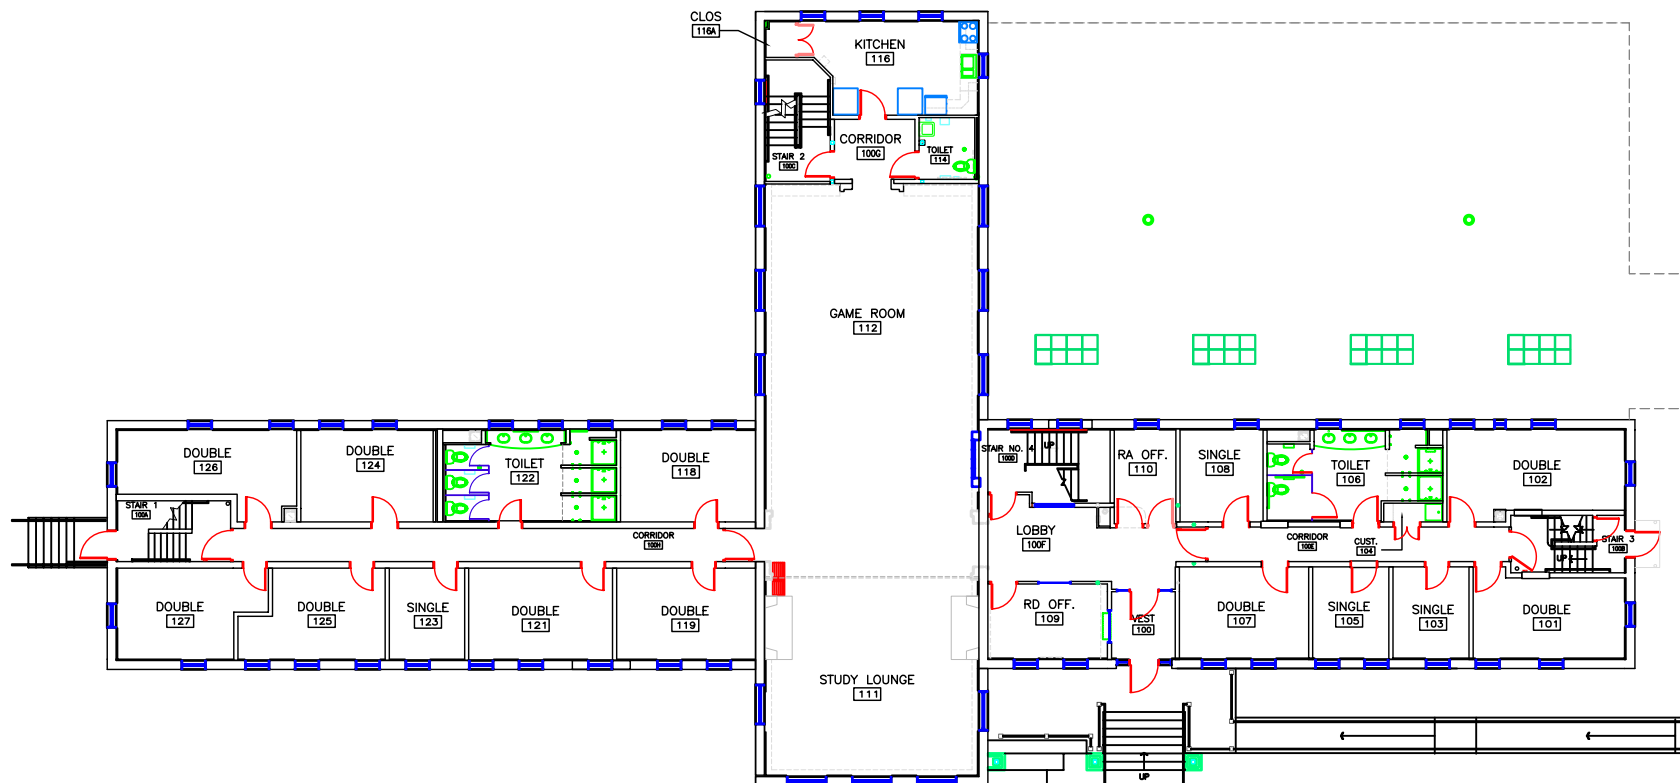 CLOS
116A
KITCHEN
116
CORRIDOR
100G
TOILET
114
STAIR 2
100C
GAME ROOM
112
DOUBLE
126
DOUBLE
124
TOILET
122
DOUBLE
118
STAIR 1
100A
CORRIDOR
100H
DOUBLE
127
DOUBLE
125
SINGLE
123
DOUBLE
121
DOUBLE
119
STUDY LOUNGE
111
STAIR NO. 4
100D
UP
RA OFF.
110
SINGLE
108
TOILET
106
DOUBLE
102
LOBBY
100F
CORRIDOR
100E
CUST.
104
UP
STAIR 3
100B
RD OFF.
109
VEST
100
DOUBLE
107
SINGLE
105
SINGLE
103
DOUBLE
101
UP